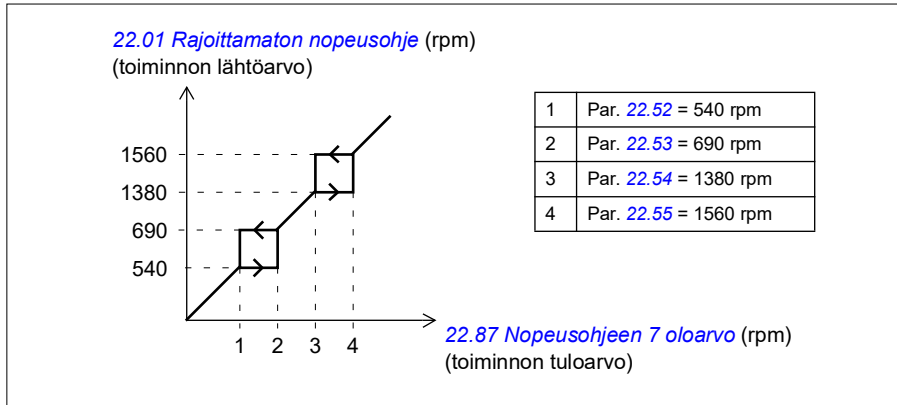 22.01 Rajoittamaton nopeusohje (rpm)
(toiminnon lähtöarvo)
1560
1380
690
540
1 2 3 4
1 Par. 22.52 = 540 rpm
2 Par. 22.53 = 690 rpm
3 Par. 22.54 = 1380 rpm
4 Par. 22.55 = 1560 rpm
22.87 Nopeusohjeen 7 oloarvo (rpm)
(toiminnon tuloarvo)